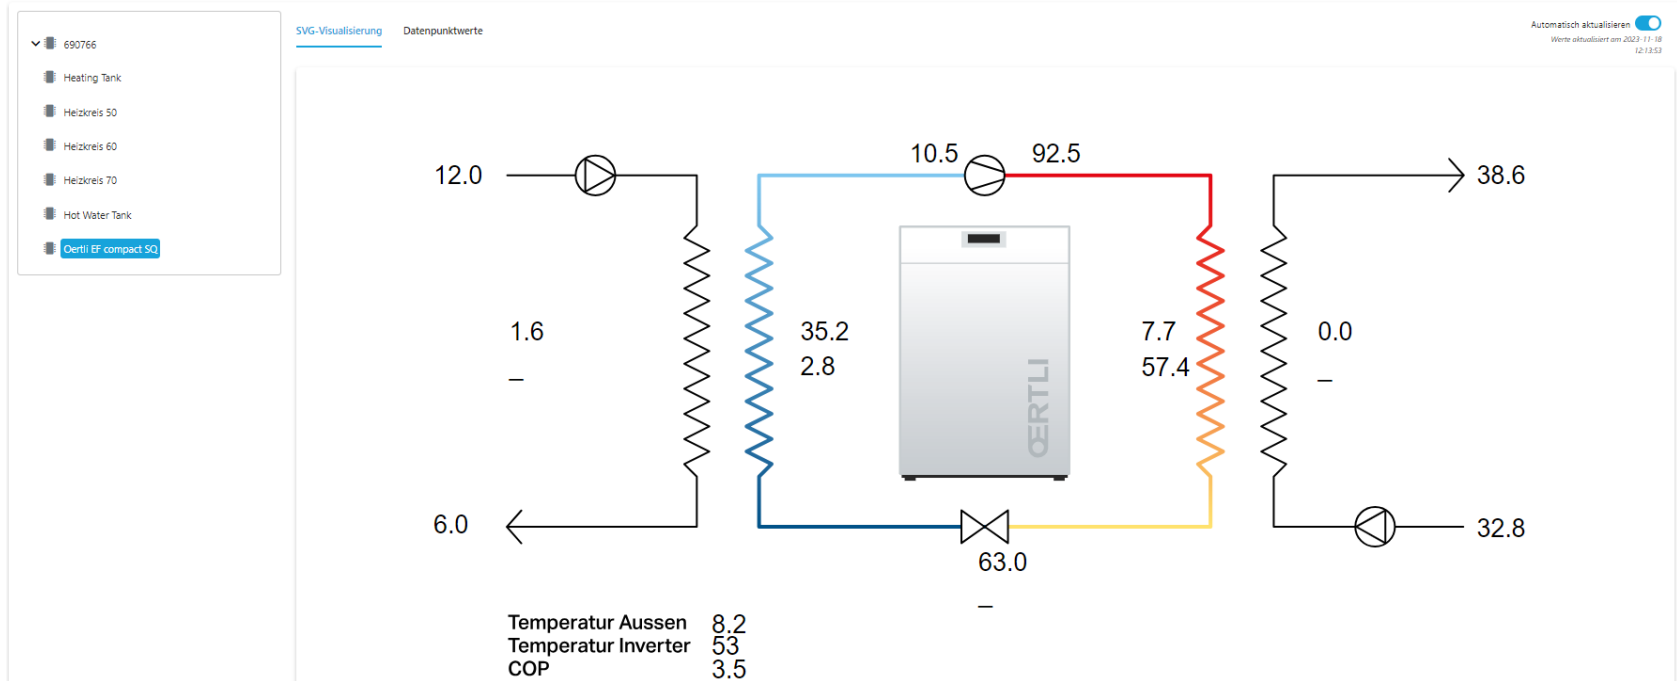 SVG-Visualisierung Datenpunktwerte
Automatisch aktualisieren
Werte aktualisiert am 2023-11-18
12:13:53
690766
Heating Tank
Heizkreis 50
Heizkreis 60
Heizkreis 70
Hot Water Tank
Oertli EF compact SQ
12.0
10.5 92.5
38.6
1.6
–
35.2
2.8
7.7
57.4
0.0
–
ŒRTLI
6.0
32.8
63.0
–
Temperatur Aussen 8.2
Temperatur Inverter 53
COP 3.5